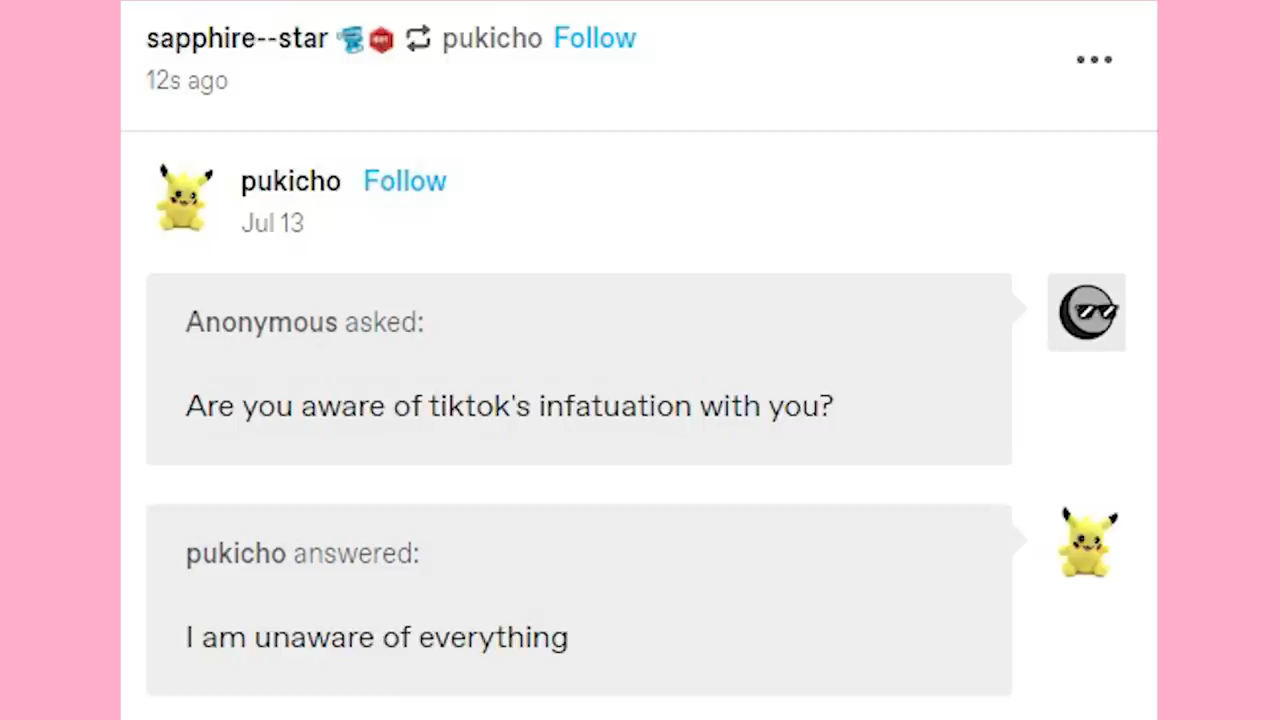 sapphire--star pukicho Follow
12s ago
pukicho Follow
Jul 13
Anonymous asked:
Are you aware of tiktok's infatuation with you?
pukicho answered:
I am unaware of everything